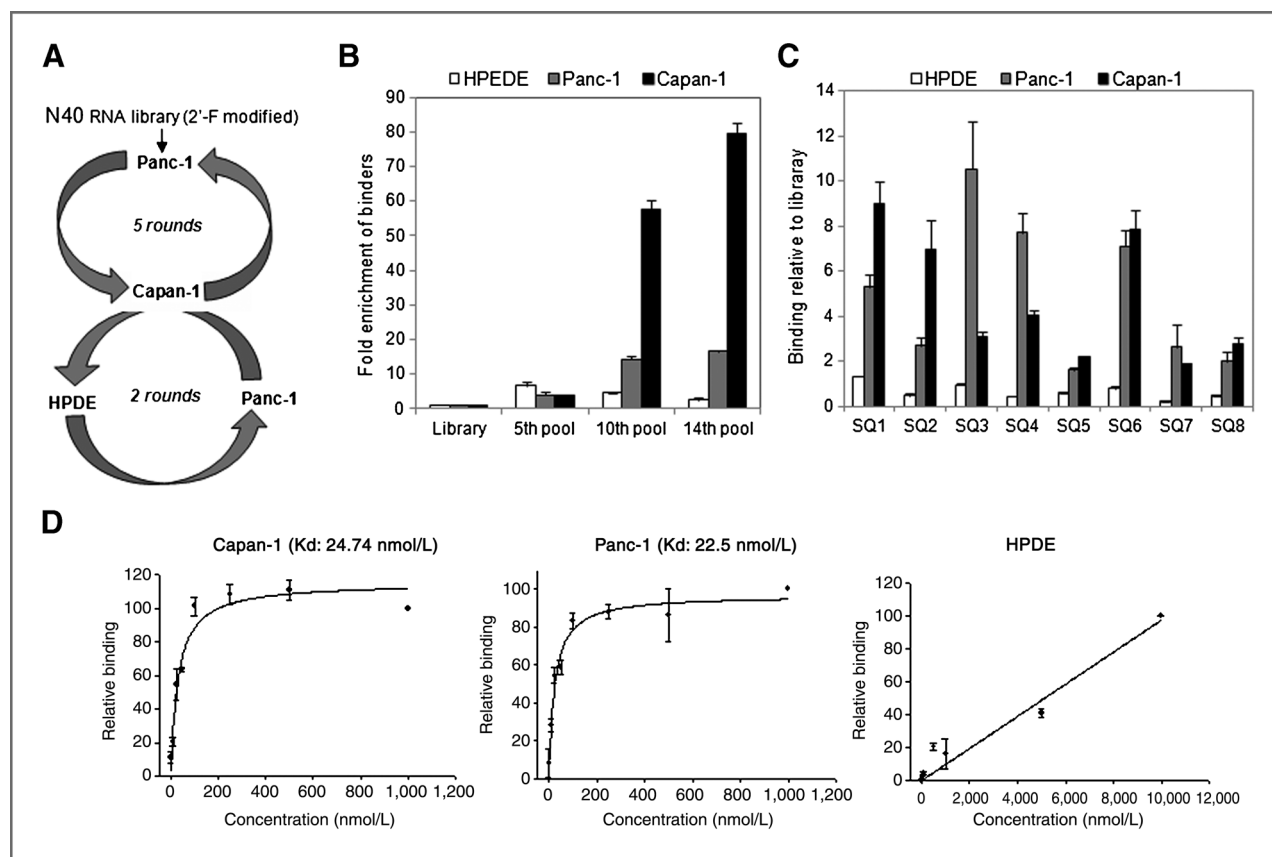 A
N40 RNA library (2'-F modified)
Panc-1
5 rounds
Capan-1
HPDE
2 rounds
Panc-1
B
HPEDE Panc-1 Capan-1
Fold enrichment of binders
90
80
70
60
50
40
30
20
10
0
Library 5th pool 10th pool 14th pool
C
HPDE Panc-1 Capan-1
Binding relative to libraray
14
12
10
8
6
4
2
0
SQ1 SQ2 SQ3 SQ4 SQ5 SQ6 SQ7 SQ8
D
Capan-1 (Kd: 24.74 nmol/L)
Relative binding
120
100
80
60
40
20
0
0 200 400 600 800 1,000 1,200
Concentration (nmol/L)
Panc-1 (Kd: 22.5 nmol/L)
Relative binding
100
80
60
40
20
0
0 200 400 600 800 1,000 1,200
Concentration (nmol/L)
HPDE
Relative binding
120
100
80
60
40
20
0
0 2,000 4,000 6,000 8,000 10,000 12,000
Concentration (nmol/L)